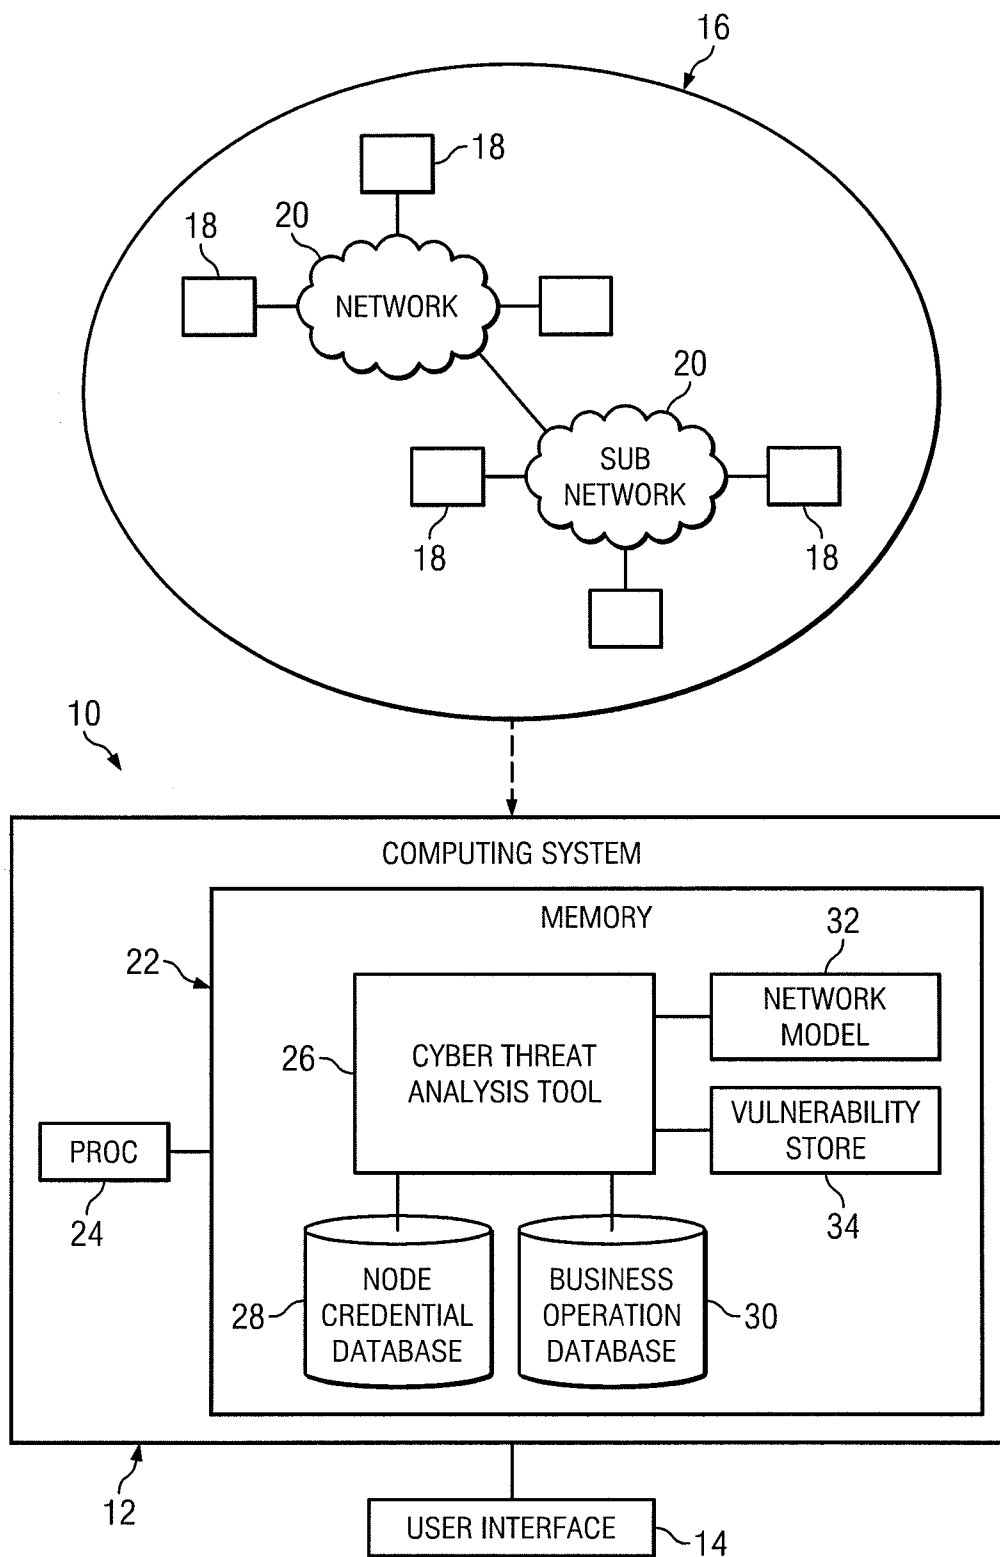 16
18
20
18
NETWORK
20
SUB
NETWORK
18
18
10
COMPUTING SYSTEM
MEMORY
32
22
NETWORK
MODEL
26
CYBER THREAT
ANALYSIS TOOL
VULNERABILITY
STORE
PROC
24
34
NODE
CREDENTIAL
DATABASE
28
BUSINESS
OPERATION
DATABASE
30
12
USER INTERFACE
14